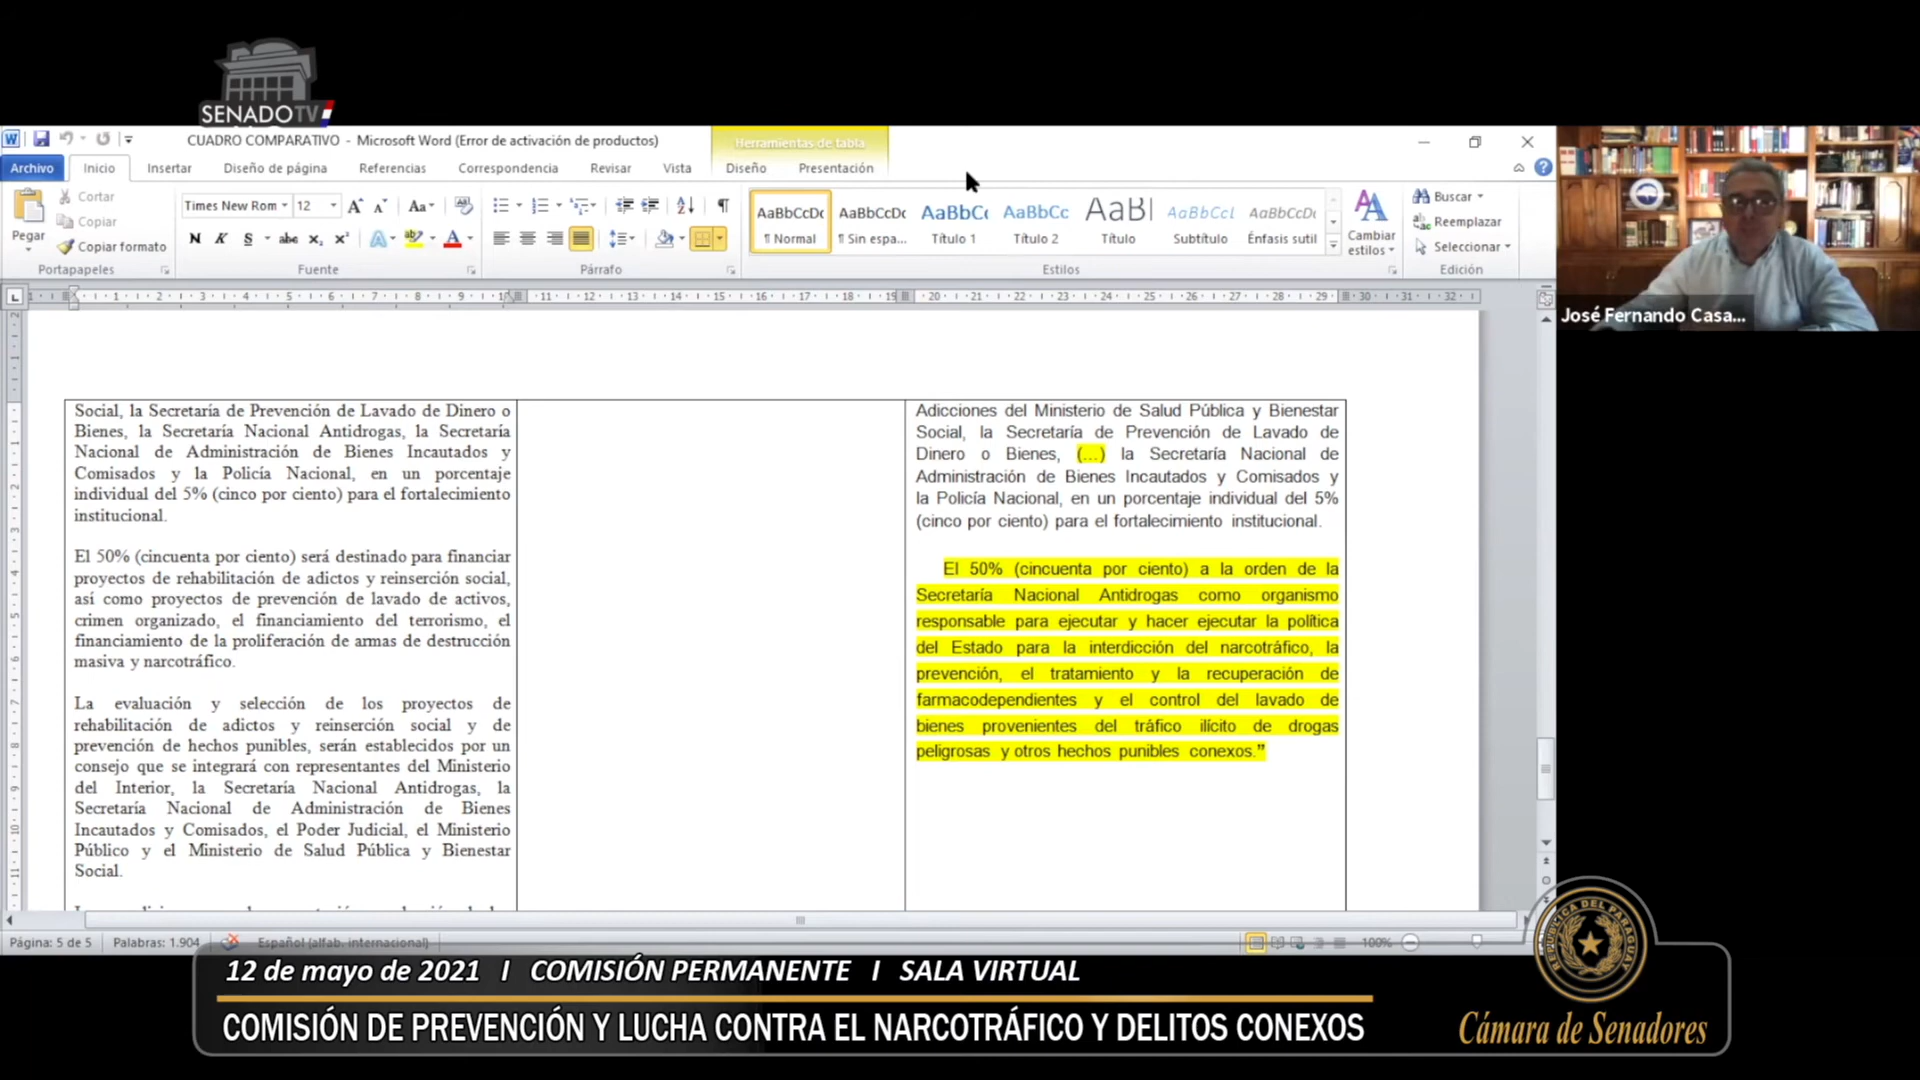 SENADOTV
CUADRO COMPARATIVO - Microsoft Word (Error de activación de productos)
Herramientas de tabla
Archivo Inicio Insertar Diseño de página Referencias Correspondencia Revisar Vista Diseño Presentación
Pegar
Cortar
Copiar
Copiar formato
Portapapeles
Times New Rom 12
Fuente
Párrafo
AaBbCcDc AaBbCcDc AaBbCc AaBbCc AaBl AaBbCcL AaBbCcDc
¶ Normal ¶ Sin espa... Título 1 Título 2 Título Subtítulo Énfasis sutil
Estilos
Cambiar
estilos
Buscar
Reemplazar
Seleccionar
Edición
José Fernando Casa...
Social, la Secretaría de Prevención de Lavado de Dinero o
Bienes, la Secretaría Nacional Antidrogas, la Secretaría
Nacional de Administración de Bienes Incautados y
Comisados y la Policía Nacional, en un porcentaje
individual del 5% (cinco por ciento) para el fortalecimiento
institucional.
El 50% (cincuenta por ciento) será destinado para financiar
proyectos de rehabilitación de adictos y reinserción social,
así como proyectos de prevención de lavado de activos,
crimen organizado, el financiamiento del terrorismo, el
financiamiento de la proliferación de armas de destrucción
masiva y narcotráfico.
La evaluación y selección de los proyectos de
rehabilitación de adictos y reinserción social y de
prevención de hechos punibles, serán establecidos por un
consejo que se integrará con representantes del Ministerio
del Interior, la Secretaría Nacional Antidrogas, la
Secretaría Nacional de Administración de Bienes
Incautados y Comisados, el Poder Judicial, el Ministerio
Público y el Ministerio de Salud Pública y Bienestar
Social.
Adicciones del Ministerio de Salud Pública y Bienestar
Social, la Secretaría de Prevención de Lavado de
Dinero o Bienes, (...) la Secretaría Nacional de
Administración de Bienes Incautados y Comisados y
la Policía Nacional, en un porcentaje individual del 5%
(cinco por ciento) para el fortalecimiento institucional.
El 50% (cincuenta por ciento) a la orden de la
Secretaría Nacional Antidrogas como organismo
responsable para ejecutar y hacer ejecutar la política
del Estado para la interdicción del narcotráfico, la
prevención, el tratamiento y la recuperación de
farmacodependientes y el control del lavado de
bienes provenientes del tráfico ilícito de drogas
peligrosas y otros hechos punibles conexos.”
Página: 5 de 5 Palabras: 1.904 Español (alfab. internacional) 100%
12 de mayo de 2021 I COMISIÓN PERMANENTE I SALA VIRTUAL
COMISIÓN DE PREVENCIÓN Y LUCHA CONTRA EL NARCOTRÁFICO Y DELITOS CONEXOS
REPUBLICA DEL PARAGUAY
Cámara de Senadores